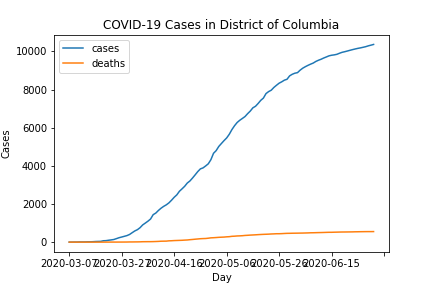 COVID-19 Cases in District of Columbia
cases
deaths
10000
8000
6000
4000
2000
0
Cases
2020-03-07
2020-03-27
2020-04-16
2020-05-06
2020-05-26
2020-06-15
Day